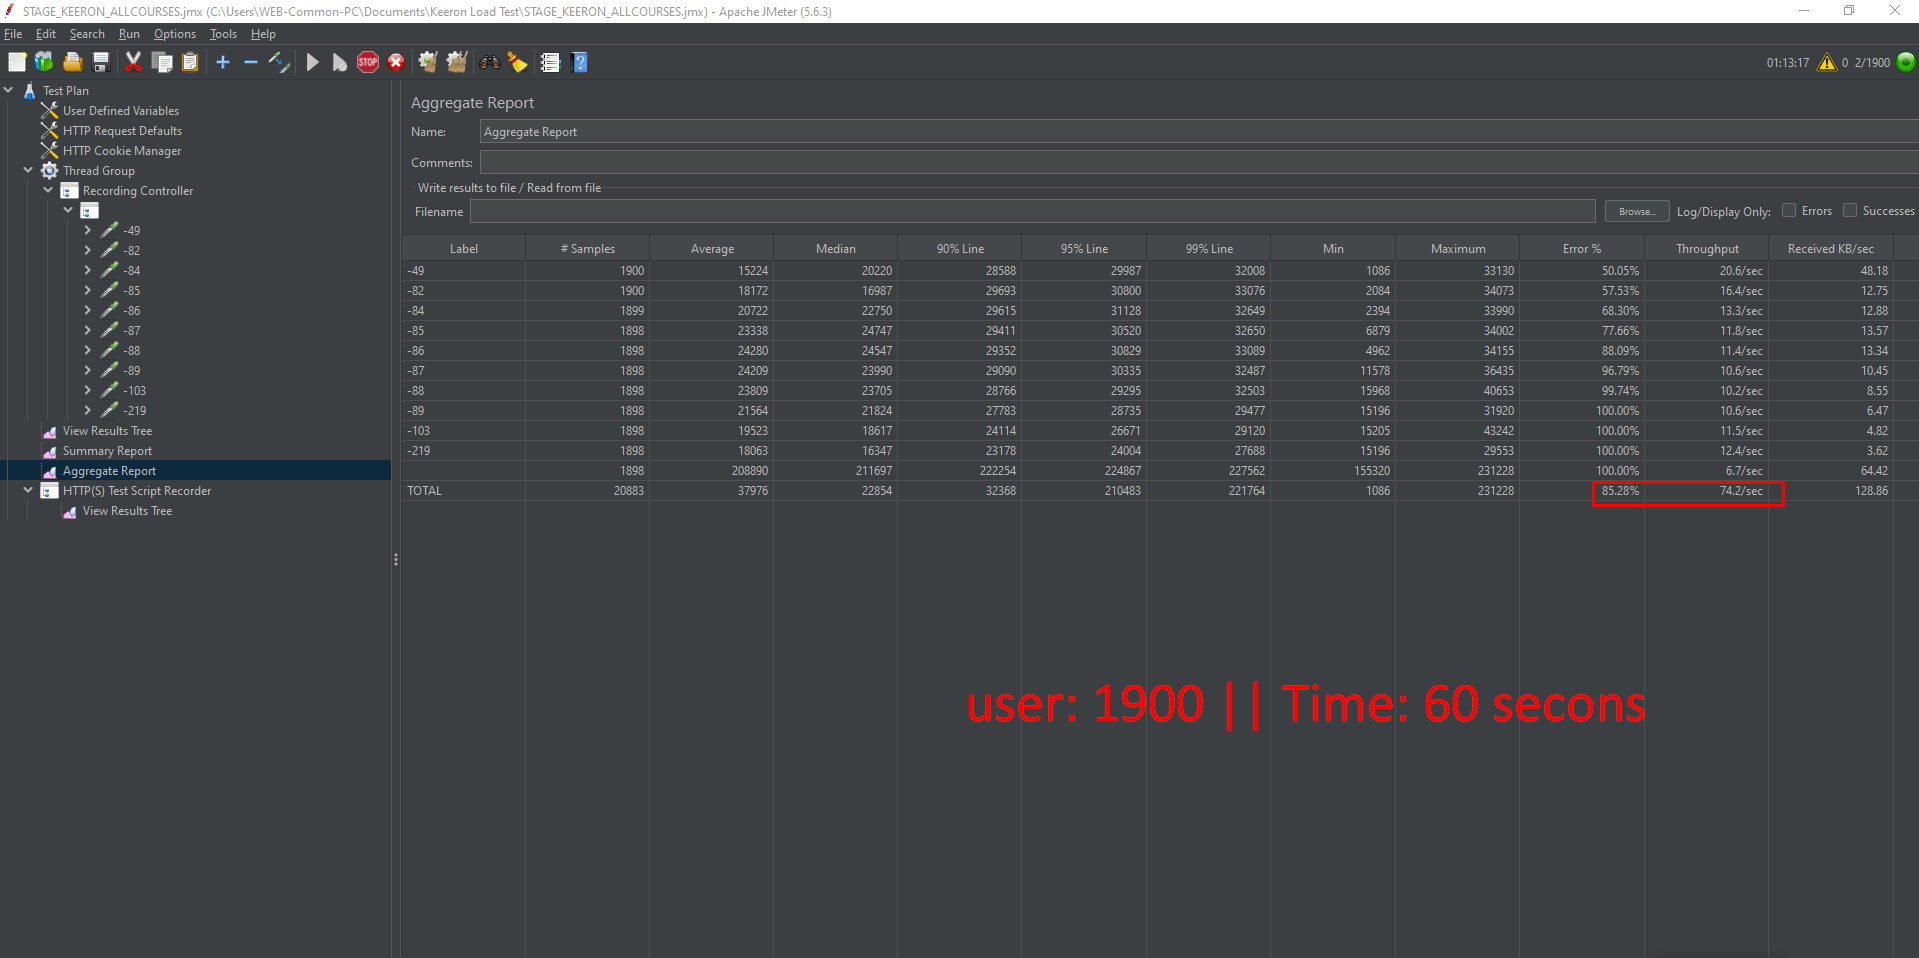 STAGE_KEERON_ALLCOURSES.jmx (C:\Users\WEB-Common-PC\Documents\Keeron Load Test\STAGE_KEERON_ALLCOURSES.jmx) - Apache JMeter (5.6.3)
File Edit Search Run Options Tools Help
STOP 01:13:17 0 2/1900
Test Plan
User Defined Variables
HTTP Request Defaults
HTTP Cookie Manager
Thread Group
Recording Controller
-49
-82
-84
-85
-86
-87
-88
-89
-103
-219
View Results Tree
Summary Report
Aggregate Report
HTTP(S) Test Script Recorder
View Results Tree
Aggregate Report
Name: Aggregate Report
Comments:
Write results to file / Read from file
Filename Browse... Log/Display Only: Errors Successes
Label # Samples Average Median 90% Line 95% Line 99% Line Min Maximum Error % Throughput Received KB/sec
-49 1900 15224 20220 28588 29987 32008 1086 33130 50.05% 20.6/sec 48.18
-82 1900 18172 16987 29693 30800 33076 2084 34073 57.53% 16.4/sec 12.75
-84 1899 20722 22750 29615 31128 32649 2394 33990 68.30% 13.3/sec 12.88
-85 1898 23338 24747 29411 30520 32650 6879 34002 77.66% 11.8/sec 13.57
-86 1898 24280 24547 29352 30829 33089 4962 34155 88.09% 11.4/sec 13.34
-87 1898 24209 23990 29090 30335 32487 11578 36435 96.79% 10.6/sec 10.45
-88 1898 23809 23705 28766 29295 32503 15968 40653 99.74% 10.2/sec 8.55
-89 1898 21564 21824 27783 28735 29477 15196 31920 100.00% 10.6/sec 6.47
-103 1898 19523 18617 24114 26671 29120 15205 43242 100.00% 11.5/sec 4.82
-219 1898 18063 16347 23178 24004 27688 15196 29553 100.00% 12.4/sec 3.62
1898 208890 211697 222254 224867 227562 155320 231228 100.00% 6.7/sec 64.42
TOTAL 20883 37976 22854 32368 210483 221764 1086 231228 85.28% 74.2/sec 128.86
user: 1900 || Time: 60 secons